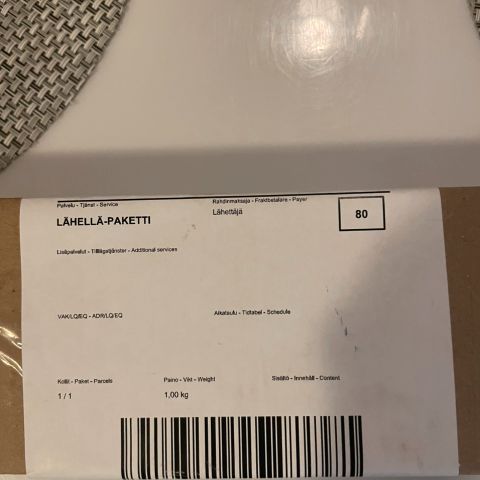 Palvelu - Tjänst - Service
Rahdinmaksaja - Fraktbetalare - Payer
LÄHELLÄ-PAKETTI
Lähettäjä
80
Lisäpalvelut - Tilläggstjänster - Additional services
VAK/LQ/EQ - ADR/LQ/EQ
Aikataulu - Tidtabel - Schedule
Kollit - Paket - Parcels
Paino - Vikt - Weight
Sisältö - Innehåll - Content
1 / 1
1,00 kg